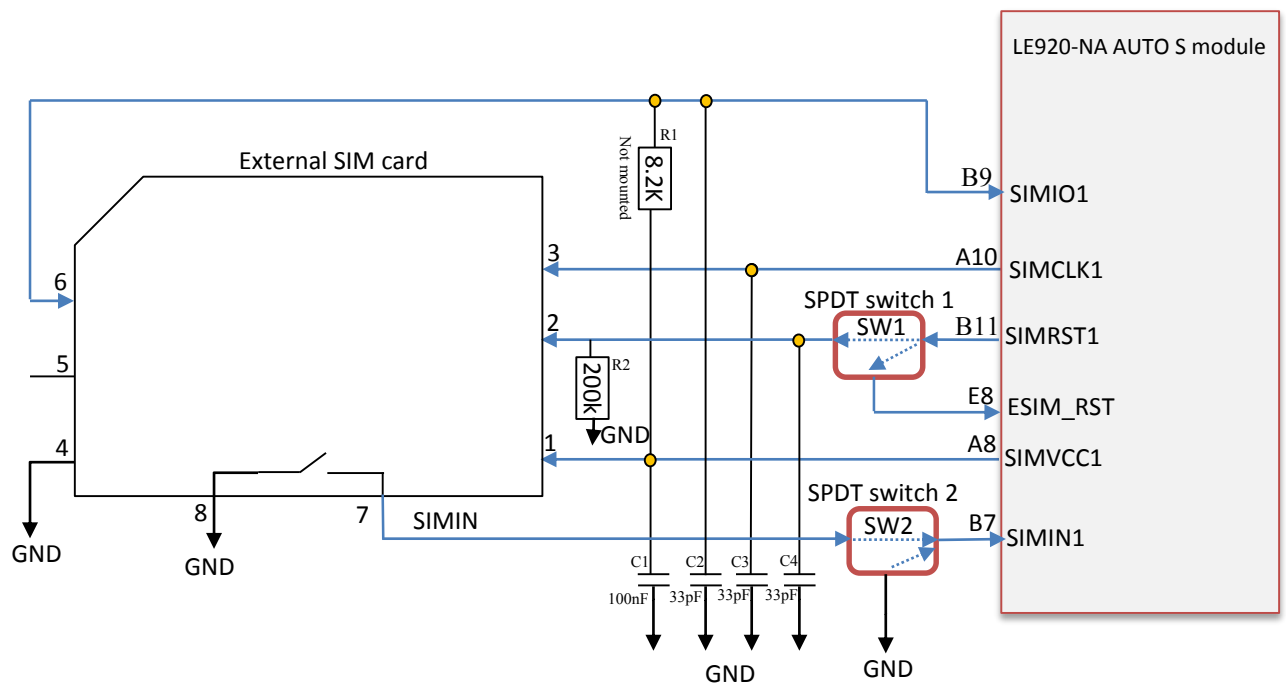 LE920-NA AUTO S module
R1
8.2K
Not mounted
External SIM card
B9
SIMIO1
3
A10
SIMCLK1
6
SPDT switch 1
2
SW1
B11
SIMRST1
5
R2
200k
E8
ESIM_RST
GND
4
1
A8
SIMVCC1
SPDT switch 2
8
7
SIMIN
SW2
B7
SIMIN1
GND
GND
C1
C2
C3
C4
100nF
33pF
33pF
33pF
GND
GND